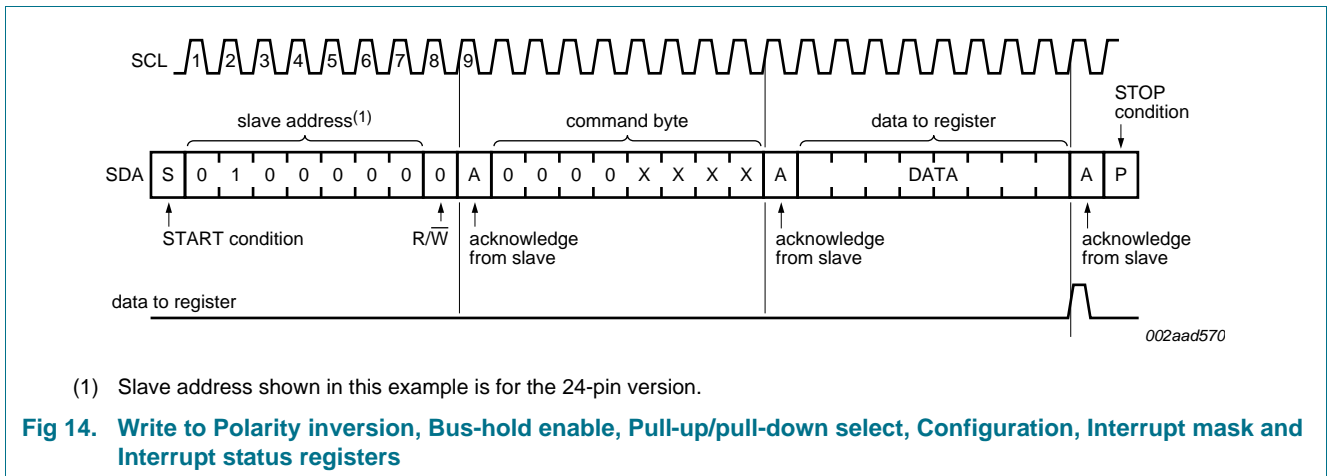 SCL 1 2 3 4 5 6 7 8 9
STOP
condition
slave address(1) command byte data to register
SDA S 0 1 0 0 0 0 0 0 A 0 0 0 0 X X X X A DATA A P
START condition R/W̅ acknowledge from slave acknowledge from slave acknowledge from slave
data to register
002aad570
(1) Slave address shown in this example is for the 24-pin version.
Fig 14. Write to Polarity inversion, Bus-hold enable, Pull-up/pull-down select, Configuration, Interrupt mask and
Interrupt status registers